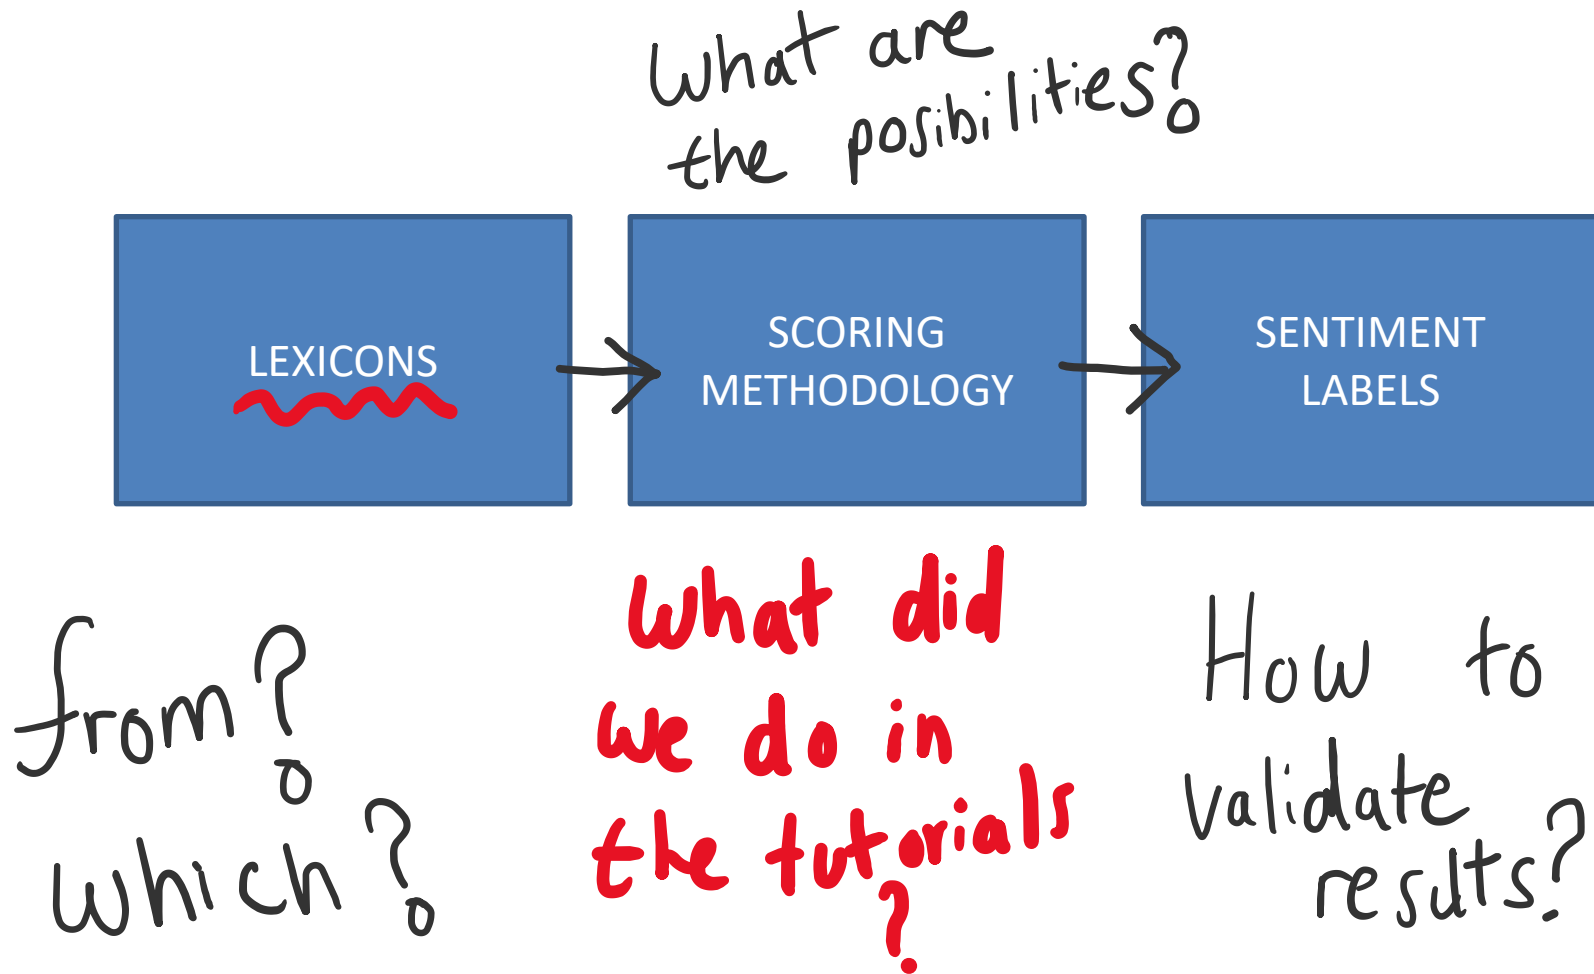 What are
the posibilities?
LEXICONS
SCORING
METHODOLOGY
SENTIMENT
LABELS
from?
which?
What did
we do in
the tutorials
?
How to
validate
results?